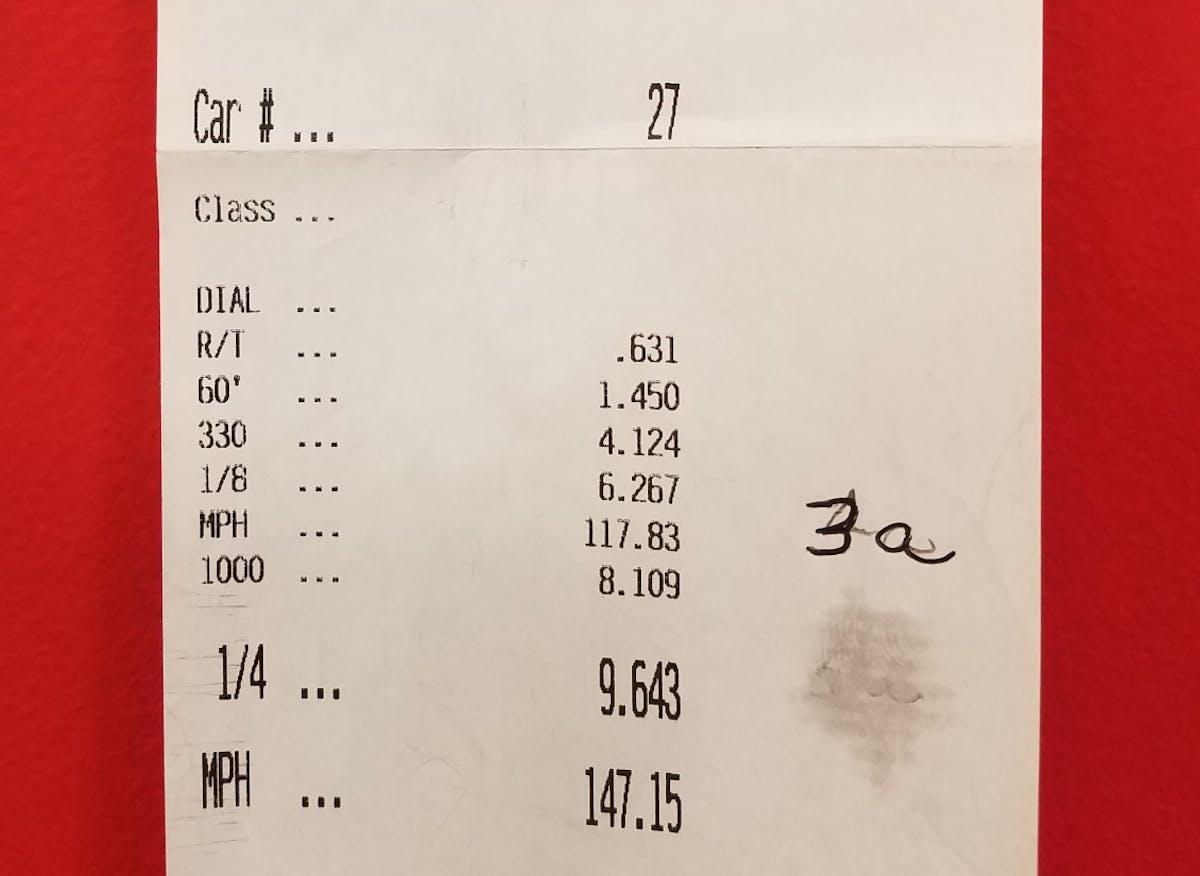 Car # ... 27
Class ...
DIAL ...
R/T ... .631
60' ... 1.450
330 ... 4.124
1/8 ... 6.267
MPH ... 117.83
1000 ... 8.109
3a
1/4 ... 9.643
MPH ... 147.15